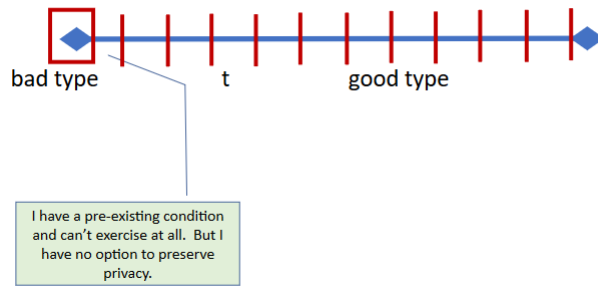 bad type t good type
I have a pre-existing condition
and can't exercise at all. But I
have no option to preserve
privacy.